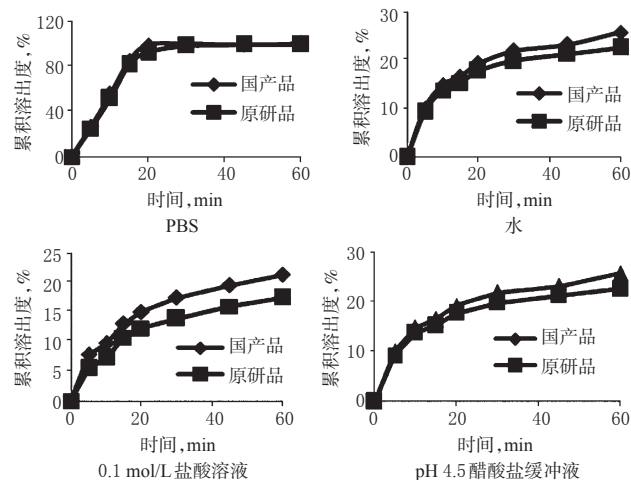 累积溶出度，%
120
80
40
0
国产品
原研品
0 20 40 60
时间，min
PBS
累积溶出度，%
30
20
10
0
国产品
原研品
0 20 40 60
时间，min
水
累积溶出度，%
25
20
15
10
5
0
国产品
原研品
0 20 40 60
时间，min
0.1 mol/L 盐酸溶液
累积溶出度，%
30
20
10
0
国产品
原研品
0 20 40 60
时间，min
pH 4.5醋酸盐缓冲液